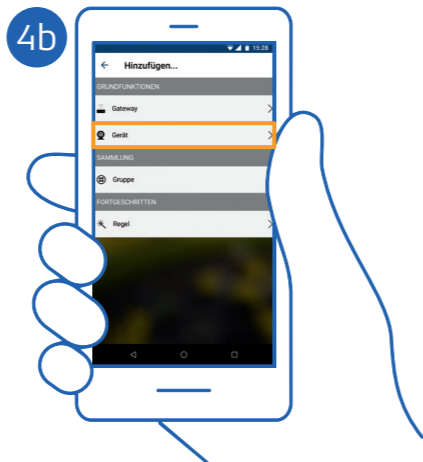 4b
15:28
Hinzufügen...
GRUNDFUNKTIONEN
Gateway
Gerät
SAMMLUNG
Gruppe
FORTGESCHRITTEN
Regel